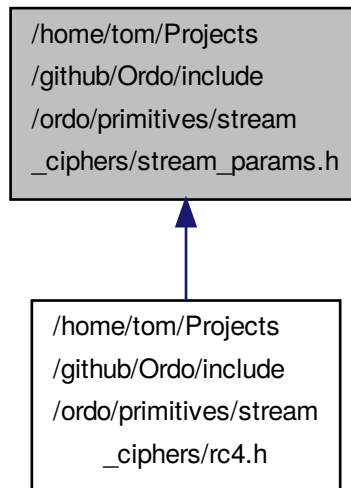 /home/tom/Projects
/github/Ordo/include
/ordo/primitives/stream
_ciphers/stream_params.h
/home/tom/Projects
/github/Ordo/include
/ordo/primitives/stream
_ciphers/rc4.h